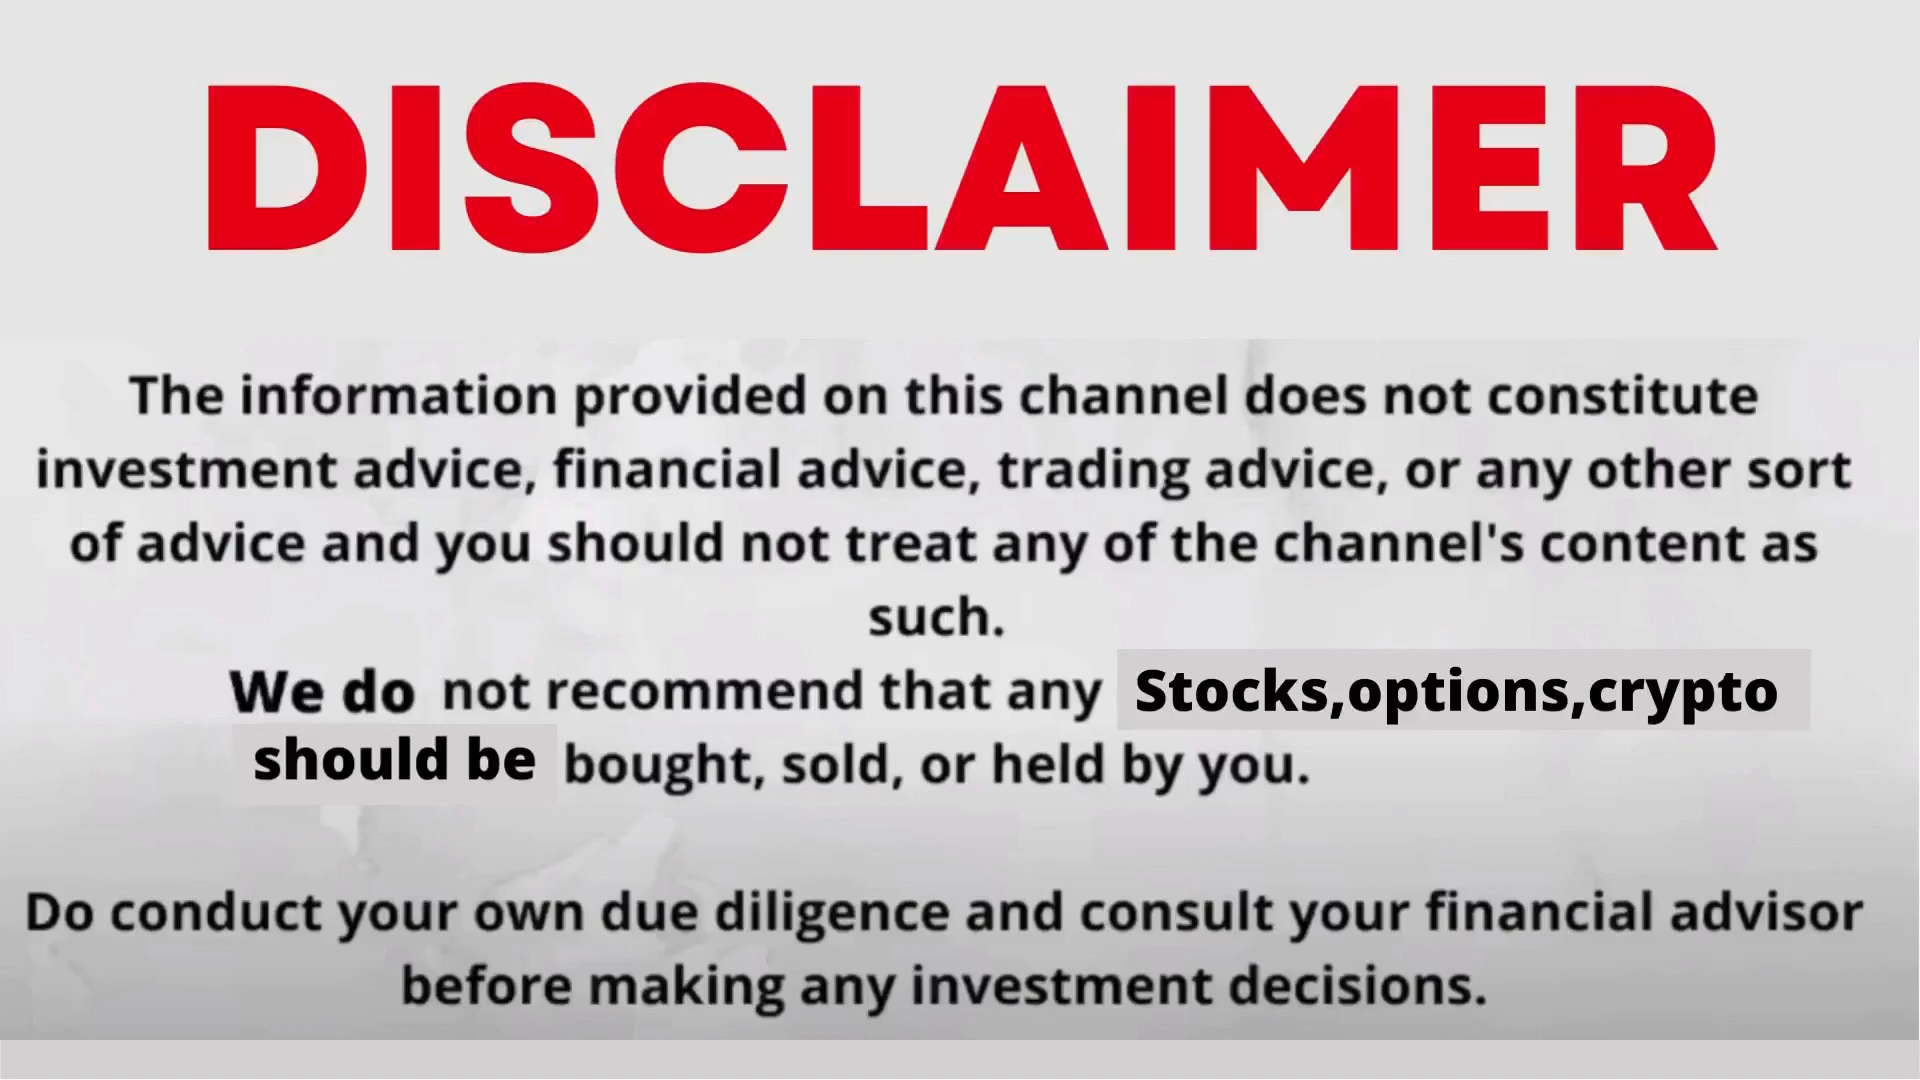 DISCLAIMER
The information provided on this channel does not constitute
investment advice, financial advice, trading advice, or any other sort
of advice and you should not treat any of the channel's content as
such.
We do not recommend that any Stocks,options,crypto
should be bought, sold, or held by you.
Do conduct your own due diligence and consult your financial advisor
before making any investment decisions.